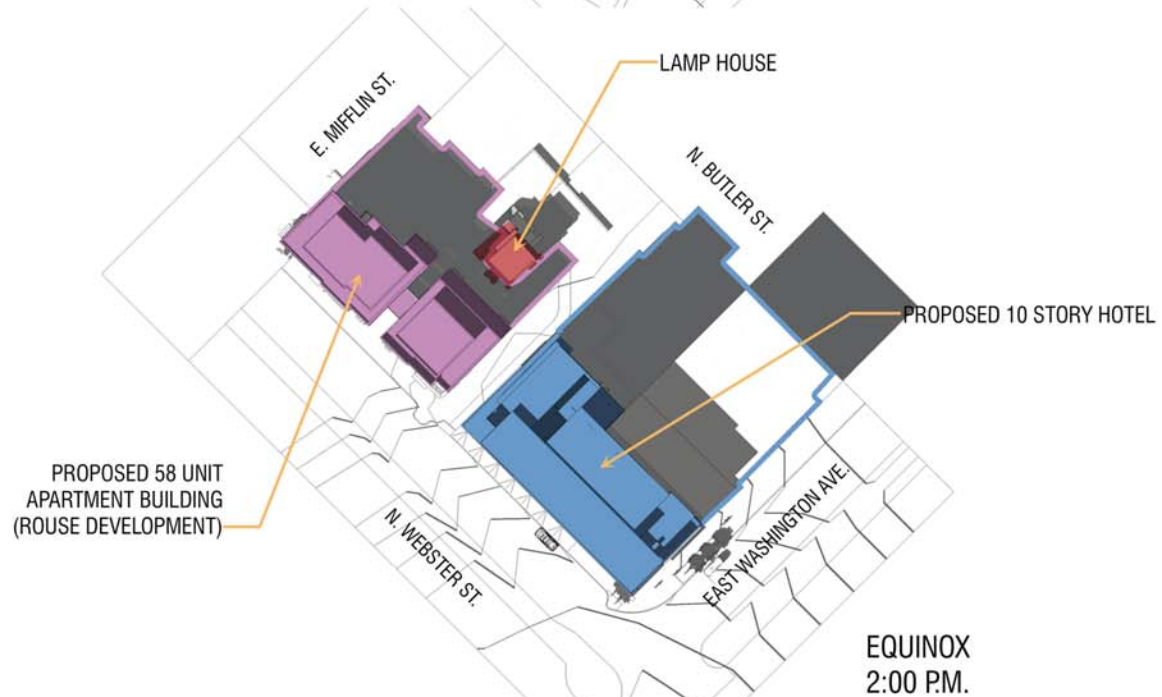 LAMP HOUSE
E. MIFFLIN ST.
N. BUTLER ST.
PROPOSED 10 STORY HOTEL
PROPOSED 58 UNIT
APARTMENT BUILDING
(ROUSE DEVELOPMENT)
N. WEBSTER ST.
EAST WASHINGTON AVE.
EQUINOX
2:00 P.M.